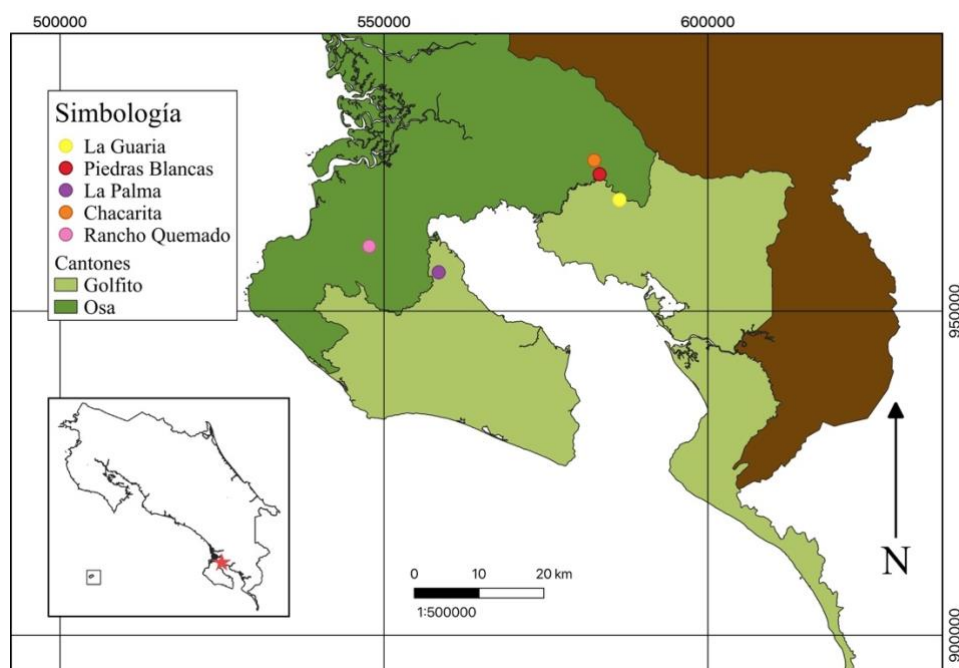 500000 550000 600000
Simbología
La Guaria
Piedras Blancas
La Palma
Chacarita
Rancho Quemado
Cantones
Golfito
Osa
950000
N
0 10 20 km
1:500000
900000